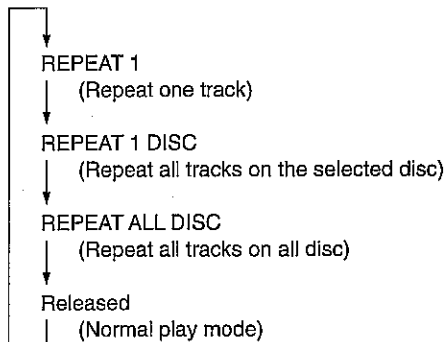 REPEAT 1
(Repeat one track)
REPEAT 1 DISC
(Repeat all tracks on the selected disc)
REPEAT ALL DISC
(Repeat all tracks on all disc)
Released
(Normal play mode)